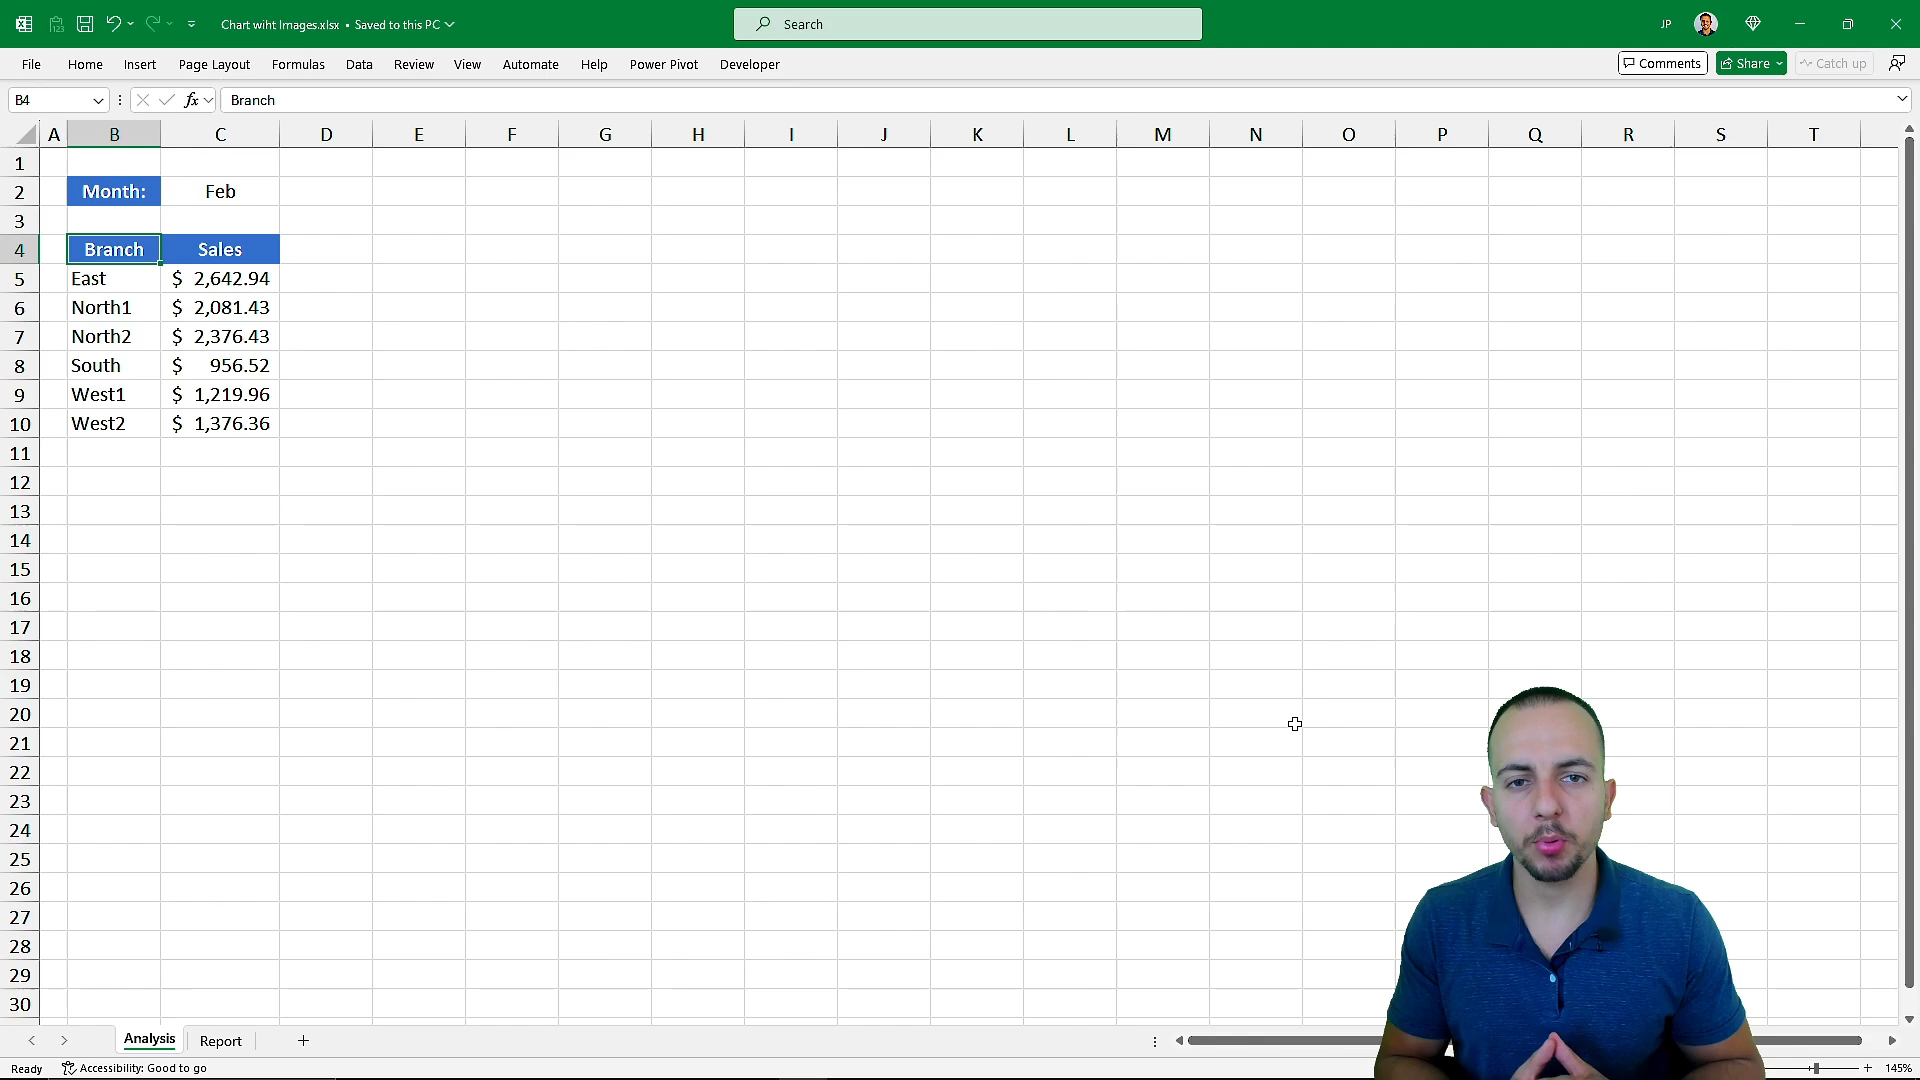 Chart wiht Images.xlsx • Saved to this PC
Search
JP
File Home Insert Page Layout Formulas Data Review View Automate Help Power Pivot Developer
Comments Share Catch up
B4 fx Branch
A B C D E F G H I J K L M N O P Q R S T
1
2 Month: Feb
3
4 Branch Sales
5 East $ 2,642.94
6 North1 $ 2,081.43
7 North2 $ 2,376.43
8 South $ 956.52
9 West1 $ 1,219.96
10 West2 $ 1,376.36
11
12
13
14
15
16
17
18
19
20
21
22
23
24
25
26
27
28
29
30
Analysis Report
Ready Accessibility: Good to go 145%